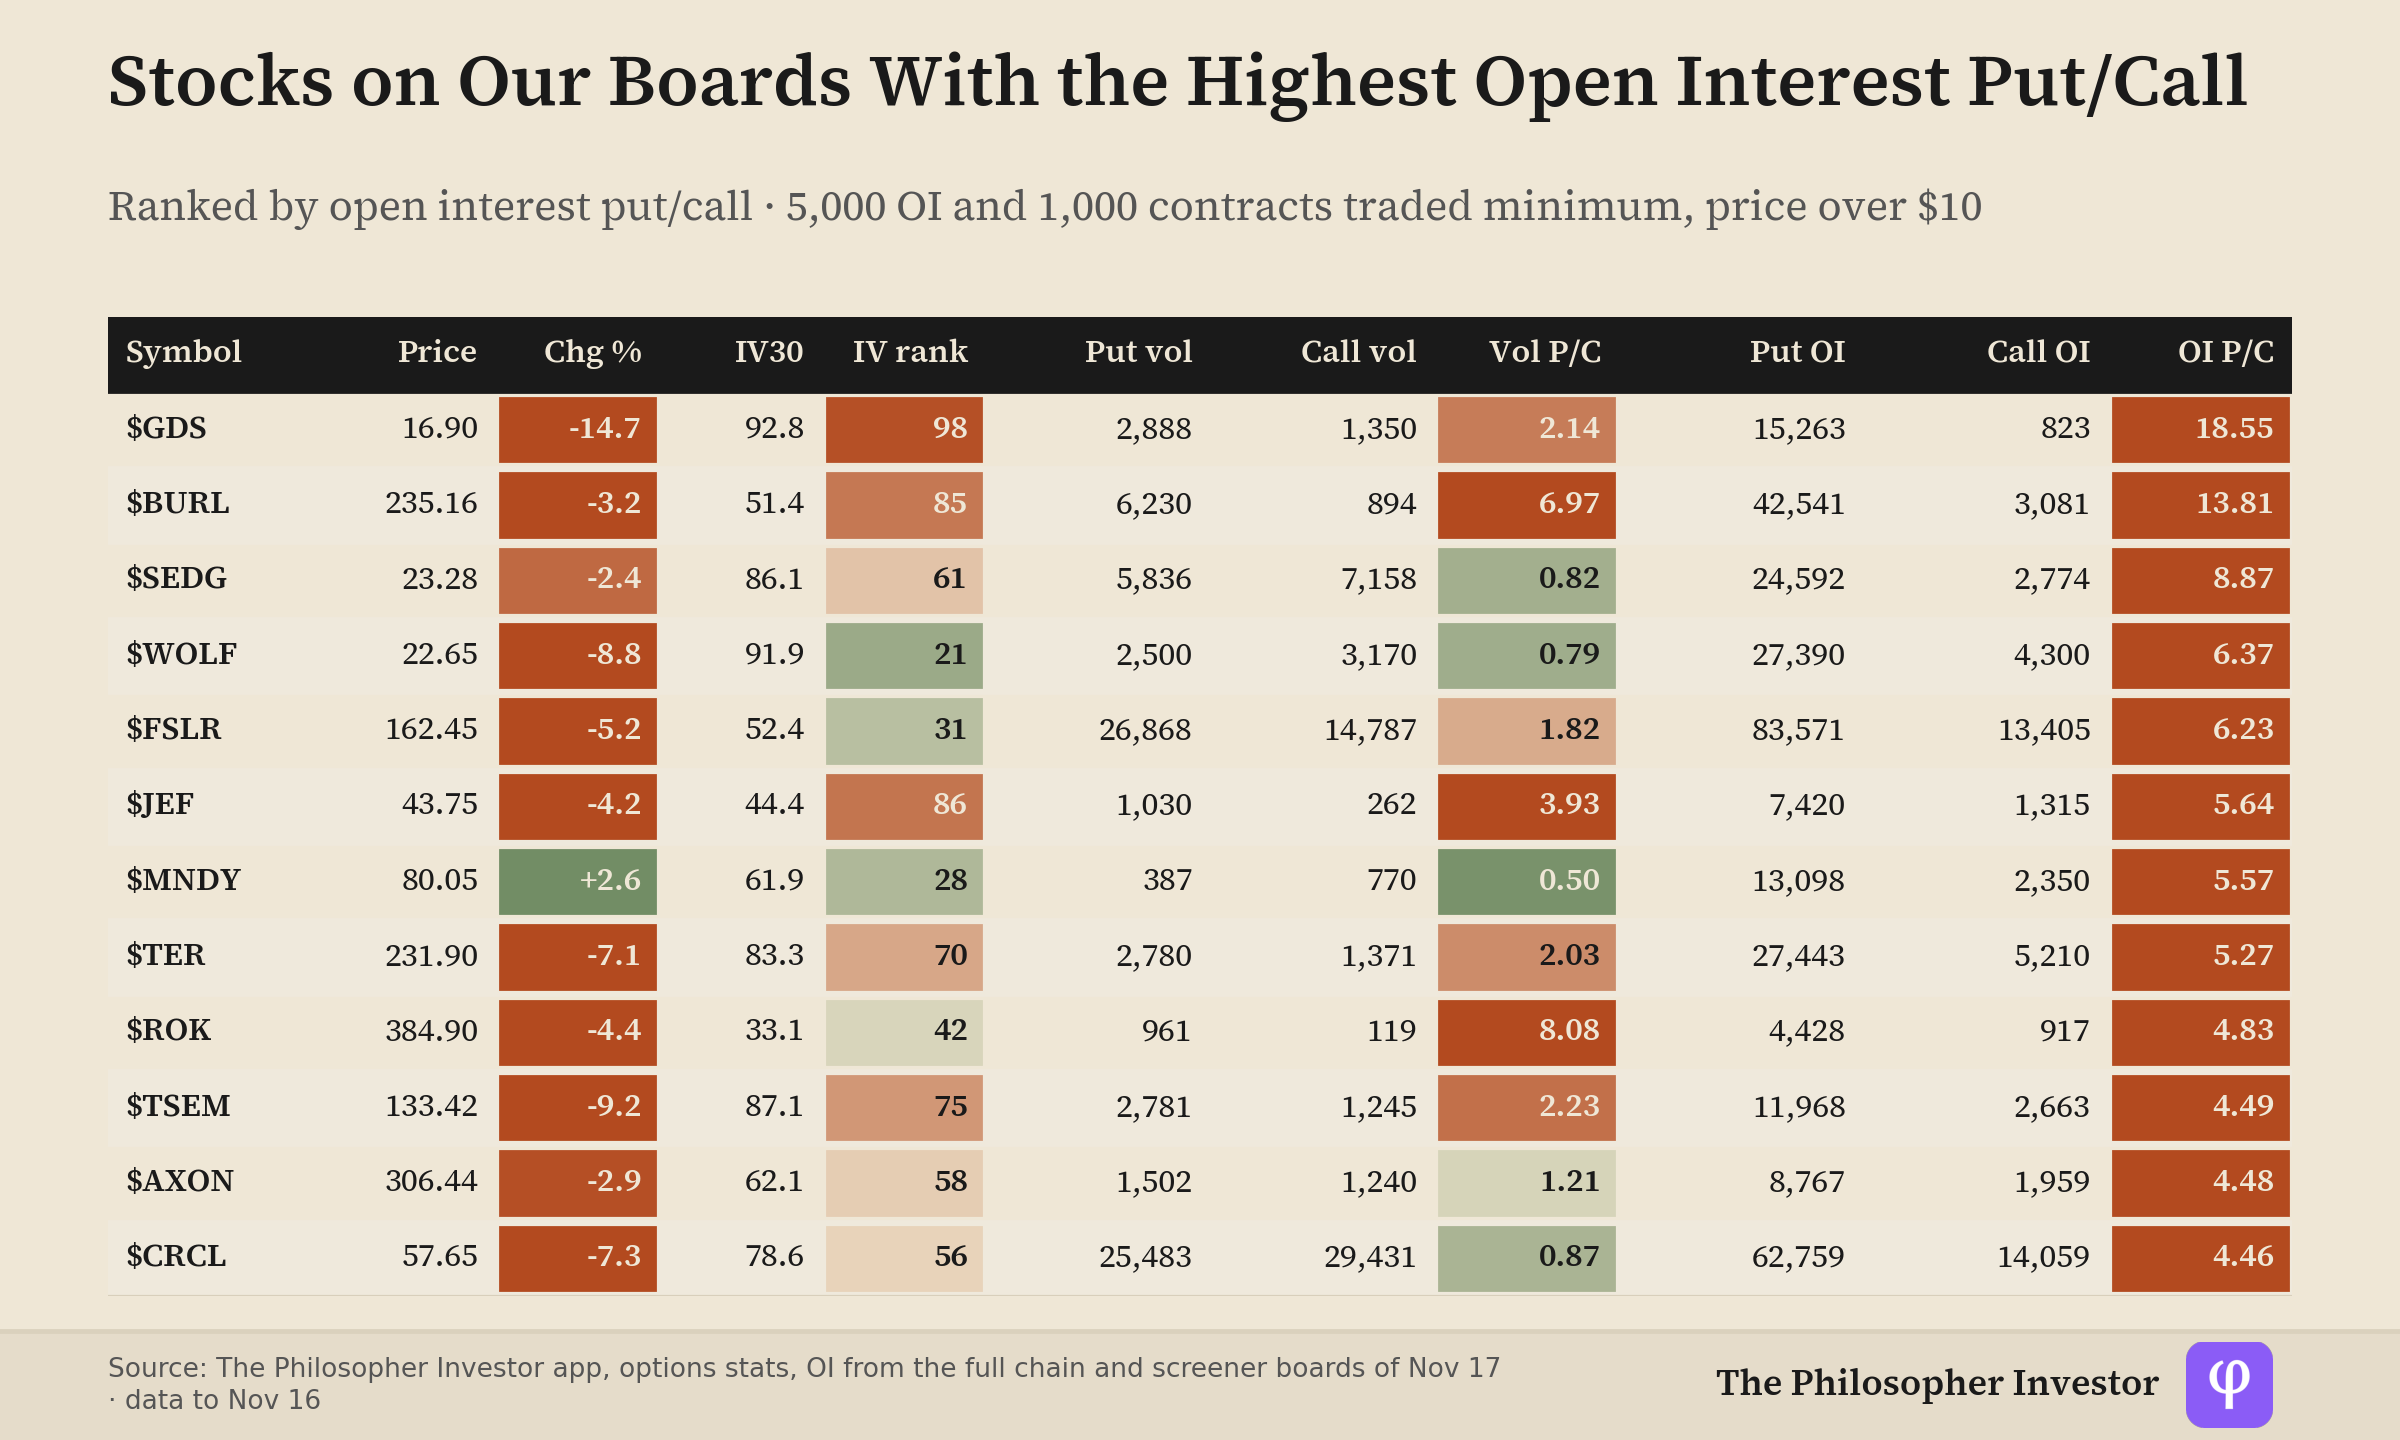 Stocks on Our Boards With the Highest Open Interest Put/Call
Ranked by open interest put/call · 5,000 OI and 1,000 contracts traded minimum, price over $10
Symbol Price Chg % IV30 IV rank Put vol Call vol Vol P/C Put OI Call OI OI P/C
$GDS 16.90 -14.7 92.8 98 2,888 1,350 2.14 15,263 823 18.55
$BURL 235.16 -3.2 51.4 85 6,230 894 6.97 42,541 3,081 13.81
$SEDG 23.28 -2.4 86.1 61 5,836 7,158 0.82 24,592 2,774 8.87
$WOLF 22.65 -8.8 91.9 21 2,500 3,170 0.79 27,390 4,300 6.37
$FSLR 162.45 -5.2 52.4 31 26,868 14,787 1.82 83,571 13,405 6.23
$JEF 43.75 -4.2 44.4 86 1,030 262 3.93 7,420 1,315 5.64
$MNDY 80.05 +2.6 61.9 28 387 770 0.50 13,098 2,350 5.57
$TER 231.90 -7.1 83.3 70 2,780 1,371 2.03 27,443 5,210 5.27
$ROK 384.90 -4.4 33.1 42 961 119 8.08 4,428 917 4.83
$TSEM 133.42 -9.2 87.1 75 2,781 1,245 2.23 11,968 2,663 4.49
$AXON 306.44 -2.9 62.1 58 1,502 1,240 1.21 8,767 1,959 4.48
$CRCL 57.65 -7.3 78.6 56 25,483 29,431 0.87 62,759 14,059 4.46
Source: The Philosopher Investor app, options stats, OI from the full chain and screener boards of Nov 17
· data to Nov 16
The Philosopher Investor φ